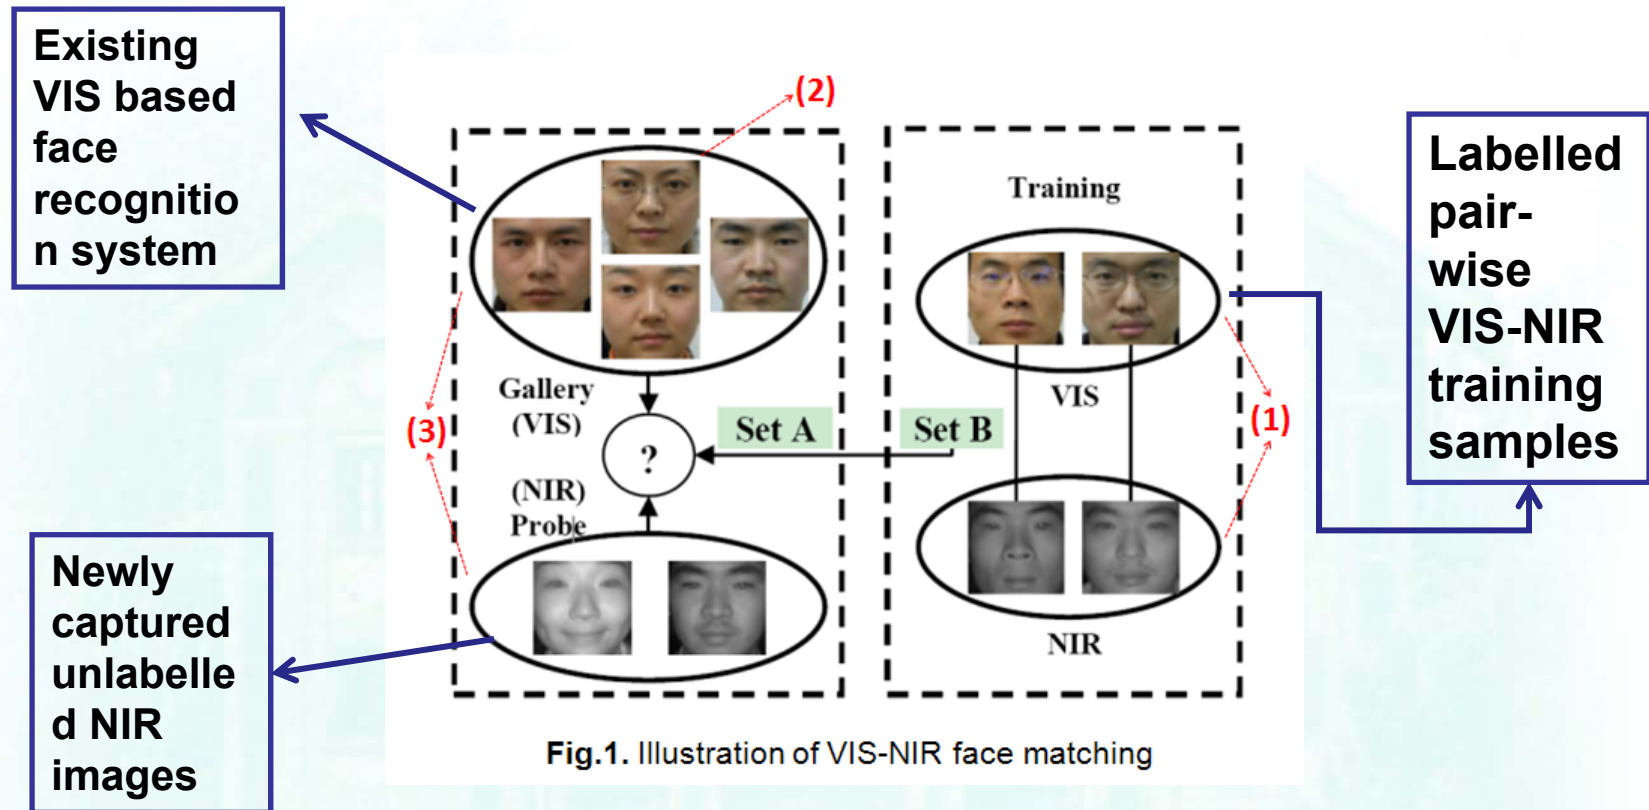 Existing
VIS based
face
recognitio
n system
(2)
Training
Labelled
pair-
wise
VIS-NIR
training
samples
Gallery
(VIS)
VIS
(3)
Set A
Set B
(1)
?
(NIR)
Probe
Newly
captured
unlabelle
d NIR
images
NIR
Fig.1. Illustration of VIS-NIR face matching